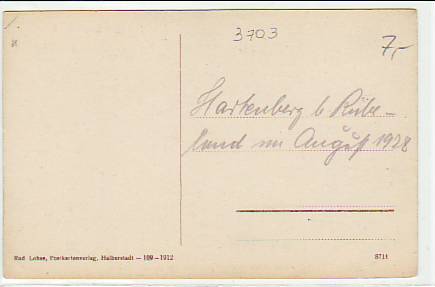 3703
7,-
Hartenberg b Rübe-
land im August 1928
Rud Lohse, Postkartenverlag, Halberstadt — 109 - 1912
8711